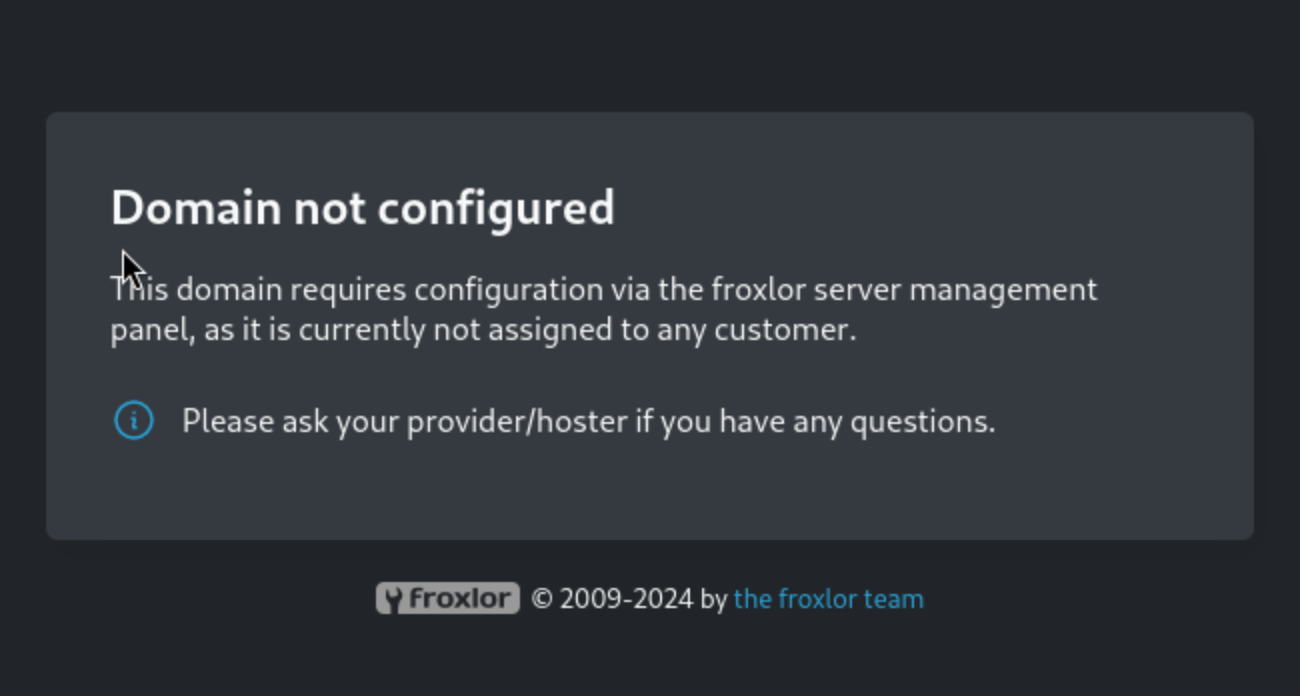 Domain not configured
This domain requires configuration via the froxlor server management
panel, as it is currently not assigned to any customer.
Please ask your provider/hoster if you have any questions.
froxlor © 2009-2024 by the froxlor team